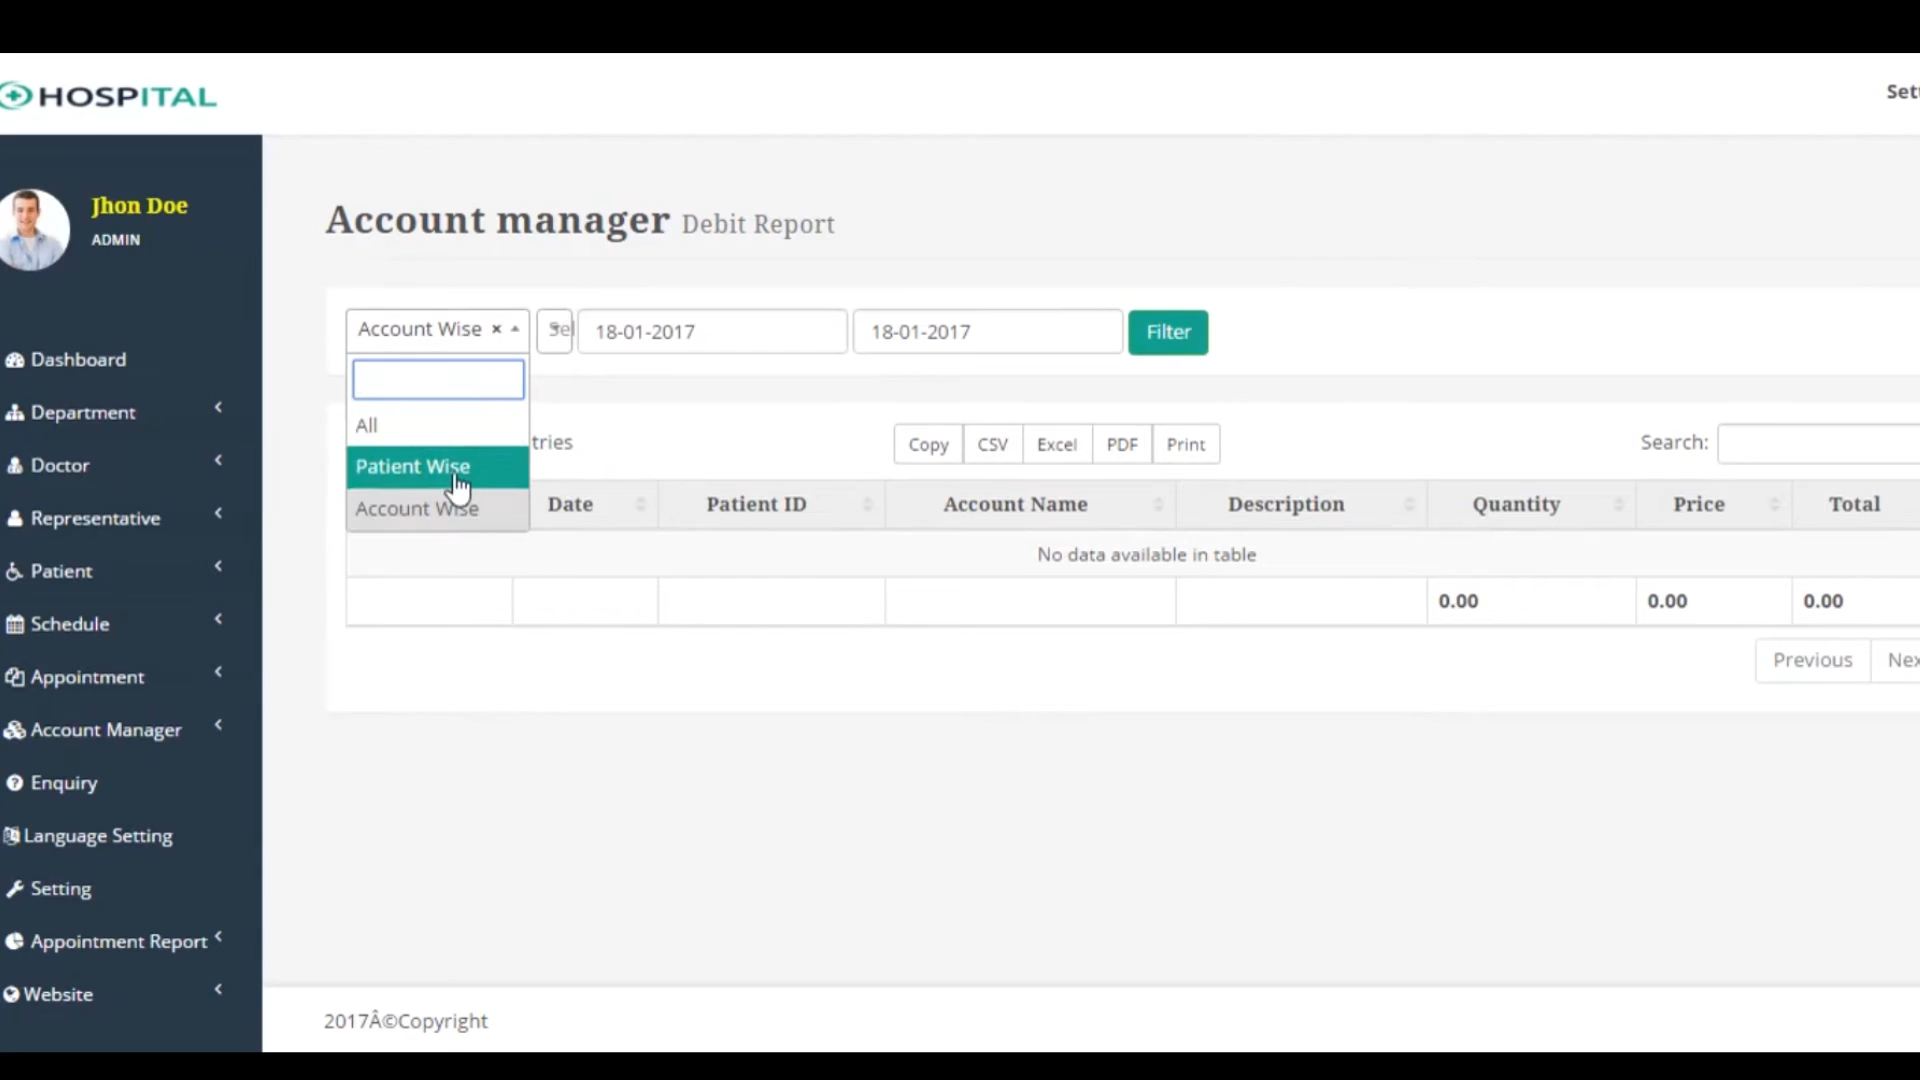 HOSPITAL
Jhon Doe
ADMIN
Dashboard
Department
Doctor
Representative
Patient
Schedule
Appointment
Account Manager
Enquiry
Language Setting
Setting
Appointment Report
Website
Account manager Debit Report
Account Wise × 18-01-2017 18-01-2017 Filter
All
Patient Wise
Account Wise
tries Copy CSV Excel PDF Print Search:
Date Patient ID Account Name Description Quantity Price Total
No data available in table
0.00 0.00 0.00
Previous
2017Â©Copyright